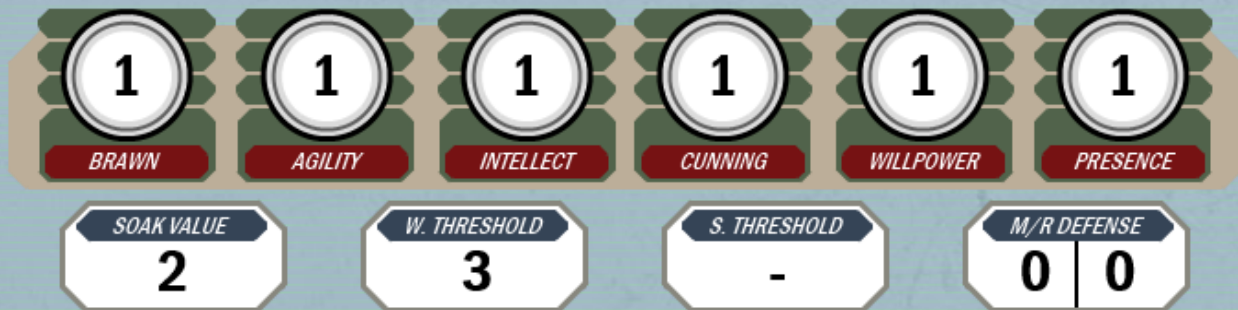 1 1 1 1 1 1
BRAWN AGILITY INTELLECT CUNNING WILLPOWER PRESENCE
SOAK VALUE W. THRESHOLD S. THRESHOLD M/R DEFENSE
2 3 - 0 0